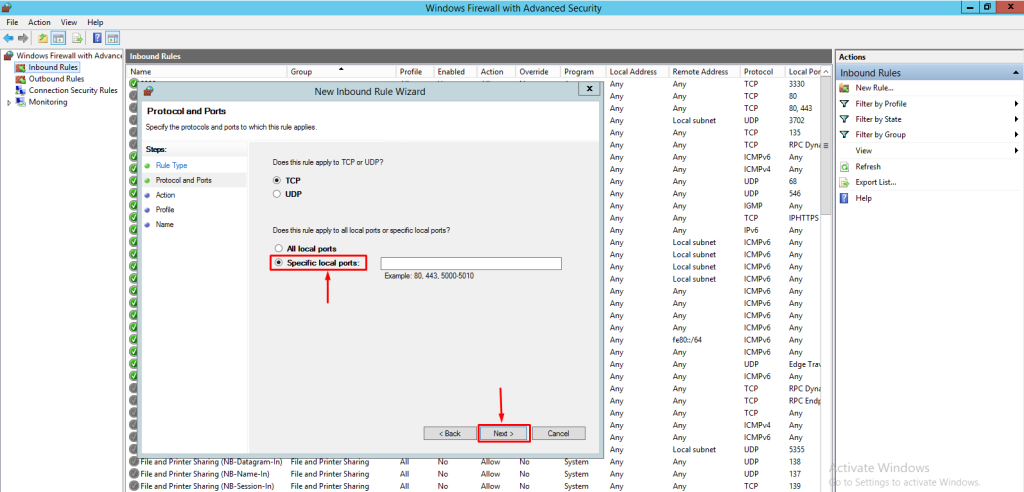 Windows Firewall with Advanced Security
File Action View Help
Windows Firewall with Advance
Inbound Rules
Outbound Rules
Connection Security Rules
Monitoring
Inbound Rules
Name Group Profile Enabled Action Override Program Local Address Remote Address Protocol Local Por
Any Any TCP 3330
Any Any TCP 80
Any Any TCP 80, 443
Any Local subnet UDP 3702
Any Any TCP 135
Any Any TCP RPC Dyna
Any Any ICMPv6 Any
Any Any ICMPv4 Any
Any Any UDP 68
Any Any UDP 546
Any Any IGMP Any
Any Any TCP IPHTTPS
Any Any IPv6 Any
Any Local subnet ICMPv6 Any
Any Local subnet ICMPv6 Any
Any Local subnet ICMPv6 Any
Any Local subnet ICMPv6 Any
Any Any ICMPv6 Any
Any Any ICMPv6 Any
Any Any ICMPv6 Any
Any Any ICMPv6 Any
Any fe80::/64 ICMPv6 Any
Any Any ICMPv6 Any
Any Any UDP Edge Trav
Any Any ICMPv6 Any
Any Any TCP RPC Dyna
Any Any TCP RPC Endp
Any Any TCP Any
Any Any ICMPv4 Any
Any Any ICMPv6 Any
Any Local subnet UDP 5355
File and Printer Sharing (NB-Datagram-In) File and Printer Sharing All No Allow No System Any Any UDP 138
File and Printer Sharing (NB-Name-In) File and Printer Sharing All No Allow No System Any Any UDP 137
File and Printer Sharing (NB-Session-In) File and Printer Sharing All No Allow No System Any Any TCP 139
New Inbound Rule Wizard
Protocol and Ports
Specify the protocols and ports to which this rule applies.
Steps:
Rule Type
Protocol and Ports
Action
Profile
Name
Does this rule apply to TCP or UDP?
TCP
UDP
Does this rule apply to all local ports or specific local ports?
All local ports
Specific local ports:
Example: 80, 443, 5000-5010
< Back Next > Cancel
Actions
Inbound Rules
New Rule...
Filter by Profile
Filter by State
Filter by Group
View
Refresh
Export List...
Help
Activate Windows
Go to Settings to activate Windows.